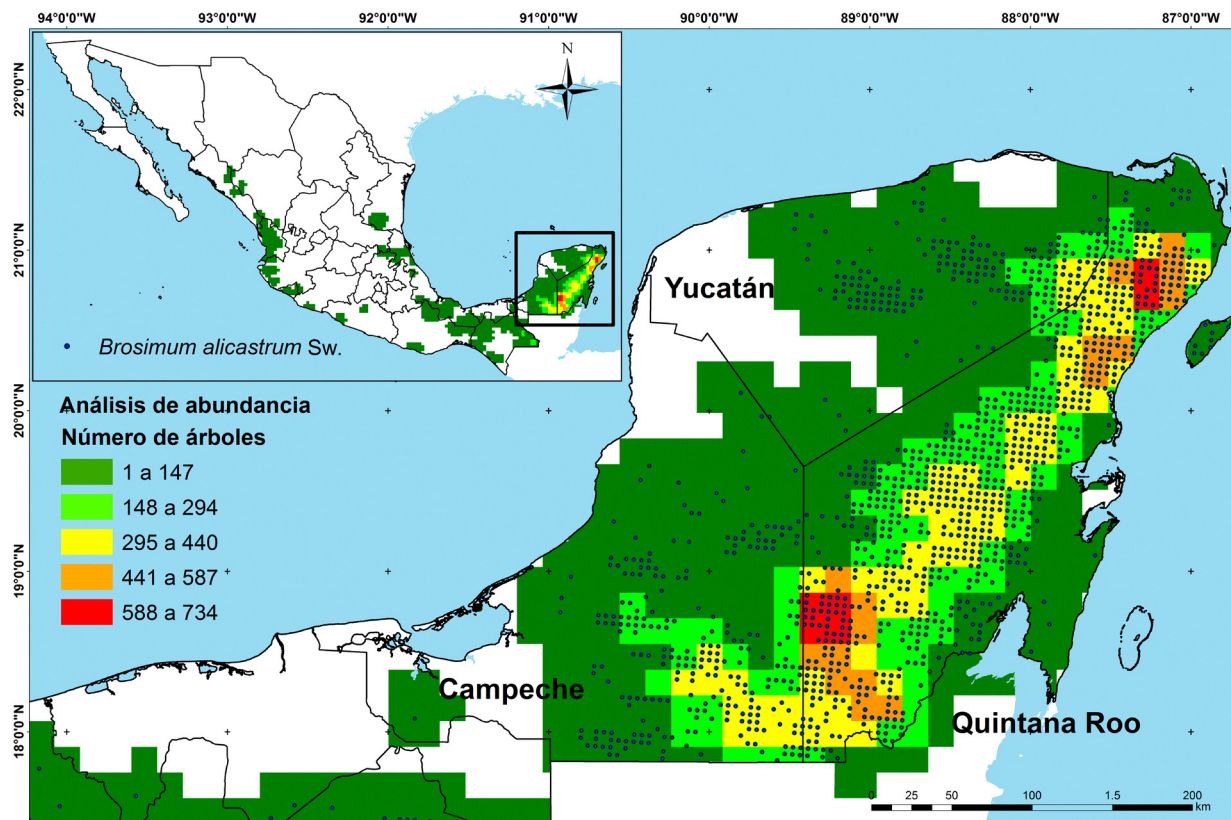 94°0'0"W 93°0'0"W 92°0'0"W 91°0'0"W 90°0'0"W 89°0'0"W 88°0'0"W 87°0'0"W
N
22°0'0"N
21°0'0"N
20°0'0"N
19°0'0"N
18°0'0"N
Brosimum alicastrum Sw.
Análisis de abundancia
Número de árboles
1 a 147
148 a 294
295 a 440
441 a 587
588 a 734
Yucatán
Campeche
Quintana Roo
0 25 50 100 1.5 200
km